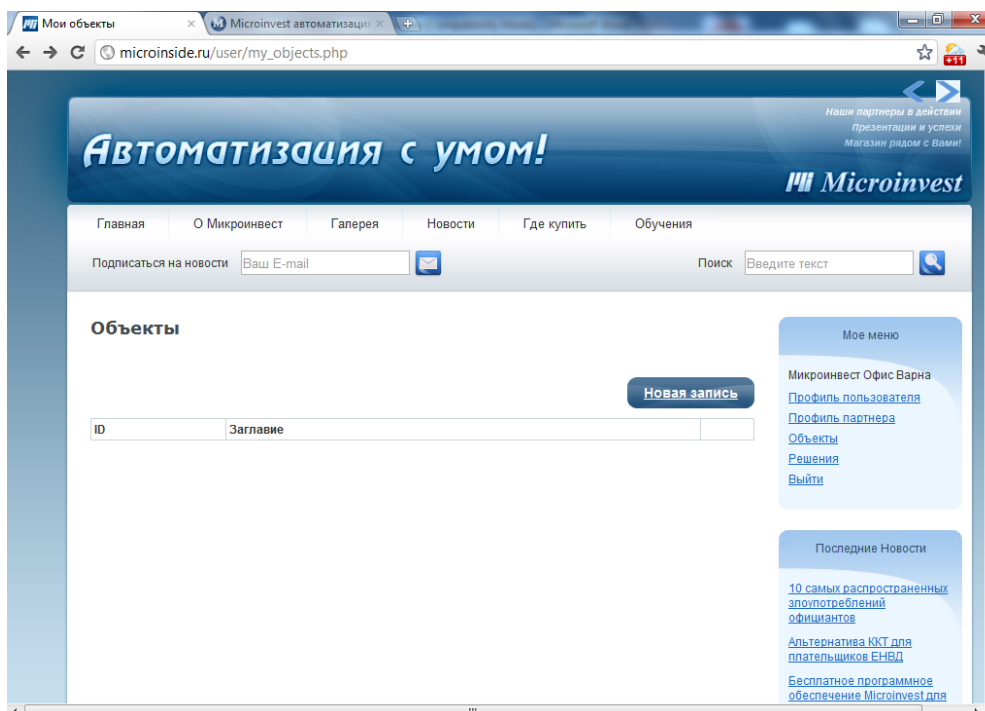 Мои объекты
Microinvest автоматизация
microinside.ru/user/my_objects.php
+11
Наши партнеры в действии
Презентации и успехи
Магазин рядом с Вами!
Автоматизация с умом!
Microinvest
Главная О Микроинвест Галерея Новости Где купить Обучения
Подписаться на новости Ваш E-mail Поиск Введите текст
Объекты
Новая запись
ID Заглавие
Мое меню
Микроинвест Офис Варна
Профиль пользователя
Профиль партнера
Объекты
Решения
Выйти
Последние Новости
10 самых распространенных
злоупотреблений
официантов
Альтернатива ККТ для
плательщиков ЕНВД
Бесплатное программное
обеспечение Microinvest для